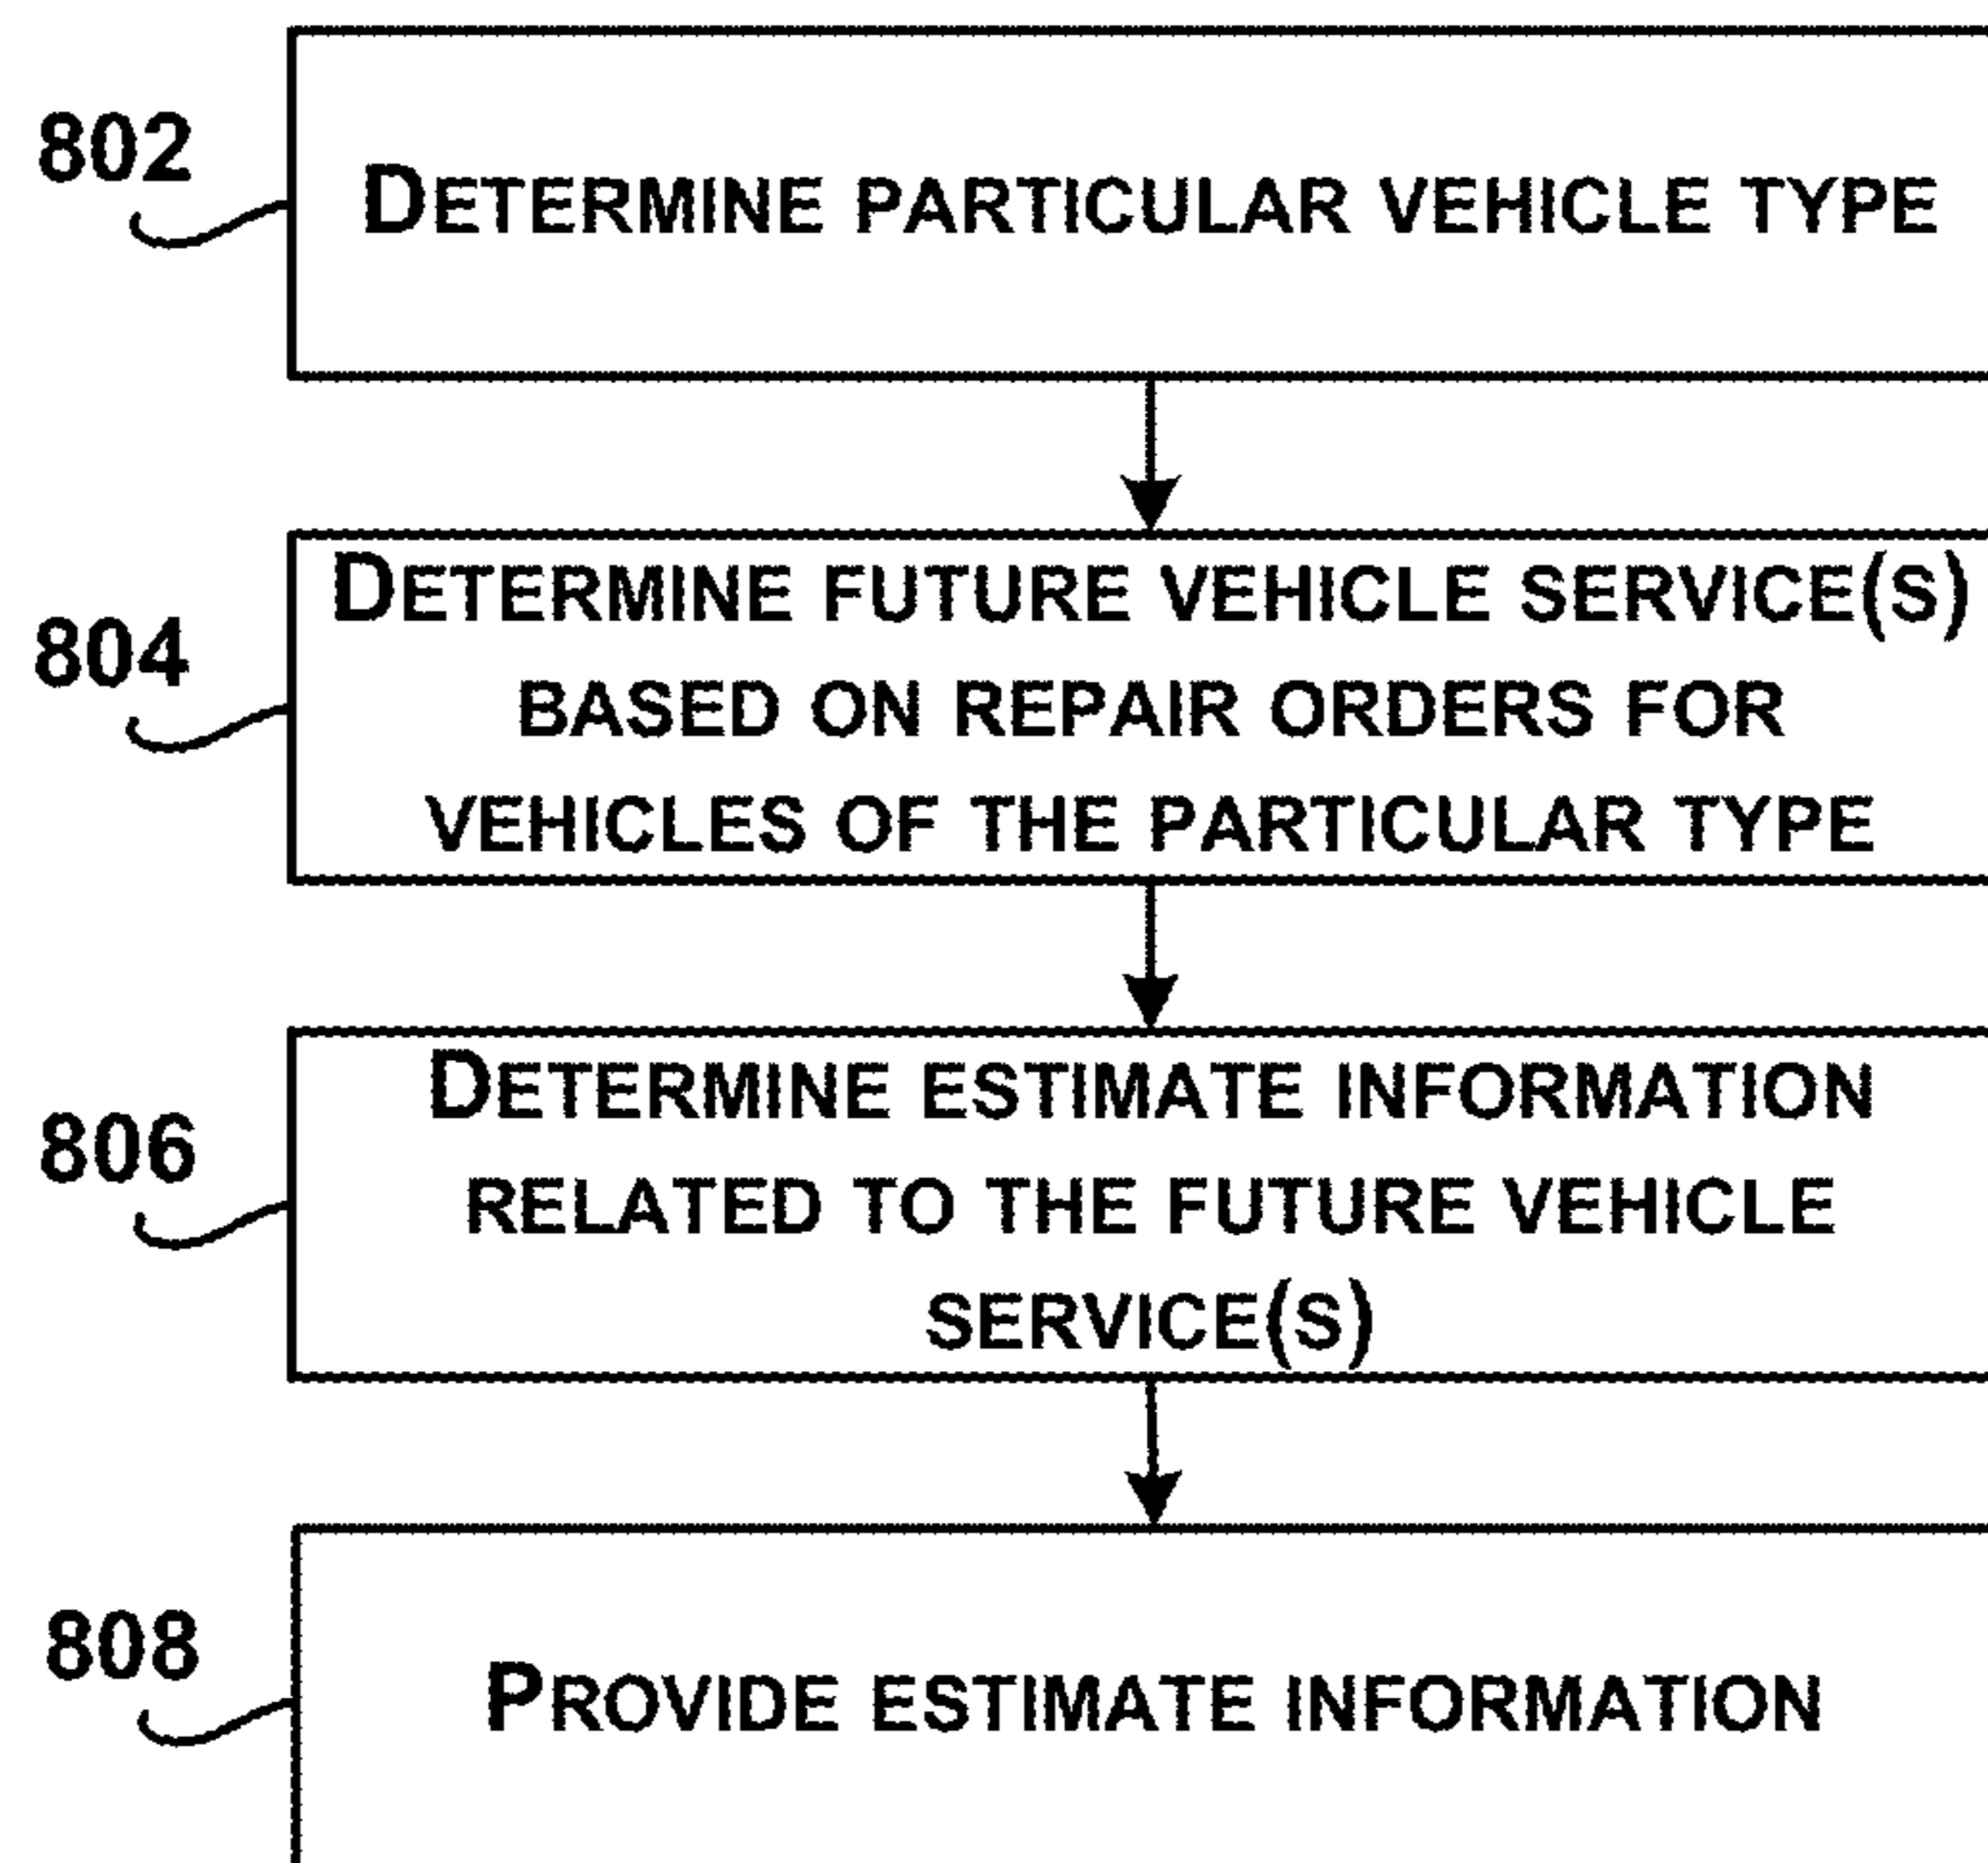 802
DETERMINE PARTICULAR VEHICLE TYPE
804
DETERMINE FUTURE VEHICLE SERVICE(S)
BASED ON REPAIR ORDERS FOR
VEHICLES OF THE PARTICULAR TYPE
806
DETERMINE ESTIMATE INFORMATION
RELATED TO THE FUTURE VEHICLE
SERVICE(S)
808
PROVIDE ESTIMATE INFORMATION